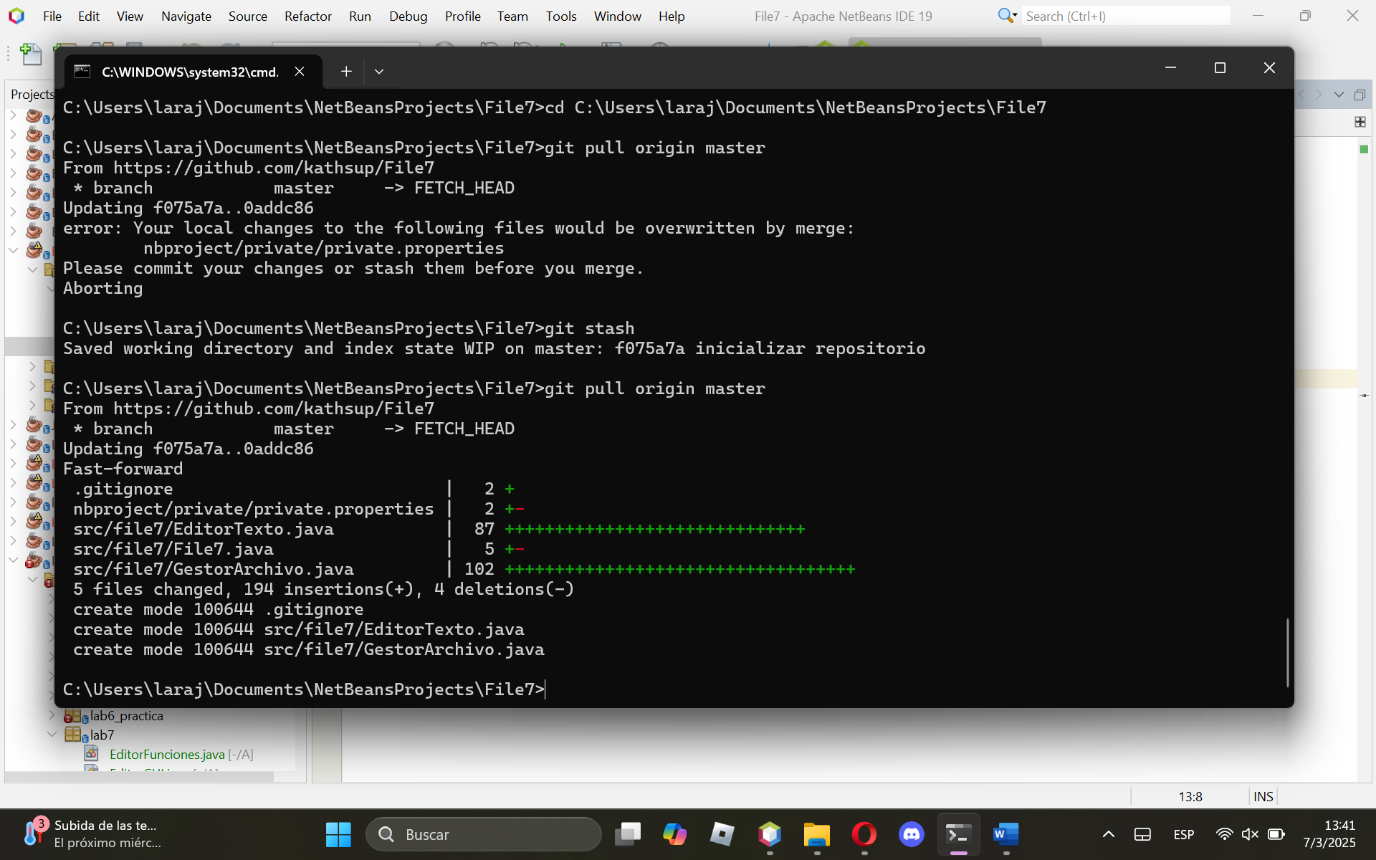 File Edit View Navigate Source Refactor Run Debug Profile Team Tools Window Help File7 - Apache NetBeans IDE 19 Search (Ctrl+I)
C:\WINDOWS\system32\cmd.
Projects
C:\Users\laraj\Documents\NetBeansProjects\File7>cd C:\Users\laraj\Documents\NetBeansProjects\File7
C:\Users\laraj\Documents\NetBeansProjects\File7>git pull origin master
From https://github.com/kathsup/File7
 * branch            master     -> FETCH_HEAD
Updating f075a7a..0addc86
error: Your local changes to the following files would be overwritten by merge:
        nbproject/private/private.properties
Please commit your changes or stash them before you merge.
Aborting
C:\Users\laraj\Documents\NetBeansProjects\File7>git stash
Saved working directory and index state WIP on master: f075a7a inicializar repositorio
C:\Users\laraj\Documents\NetBeansProjects\File7>git pull origin master
From https://github.com/kathsup/File7
 * branch            master     -> FETCH_HEAD
Updating f075a7a..0addc86
Fast-forward
 .gitignore                           |   2 +
 nbproject/private/private.properties |   2 +-
 src/file7/EditorTexto.java           |  87 ++++++++++++++++++++++++++++++
 src/file7/File7.java                 |   5 +-
 src/file7/GestorArchivo.java         | 102 +++++++++++++++++++++++++++++++++++
 5 files changed, 194 insertions(+), 4 deletions(-)
 create mode 100644 .gitignore
 create mode 100644 src/file7/EditorTexto.java
 create mode 100644 src/file7/GestorArchivo.java
C:\Users\laraj\Documents\NetBeansProjects\File7>
lab6_practica
lab7
EditorFunciones.java [-/A]
13:8 INS
3 Subida de las te...
El próximo miérc...
Buscar
ESP
13:41
7/3/2025